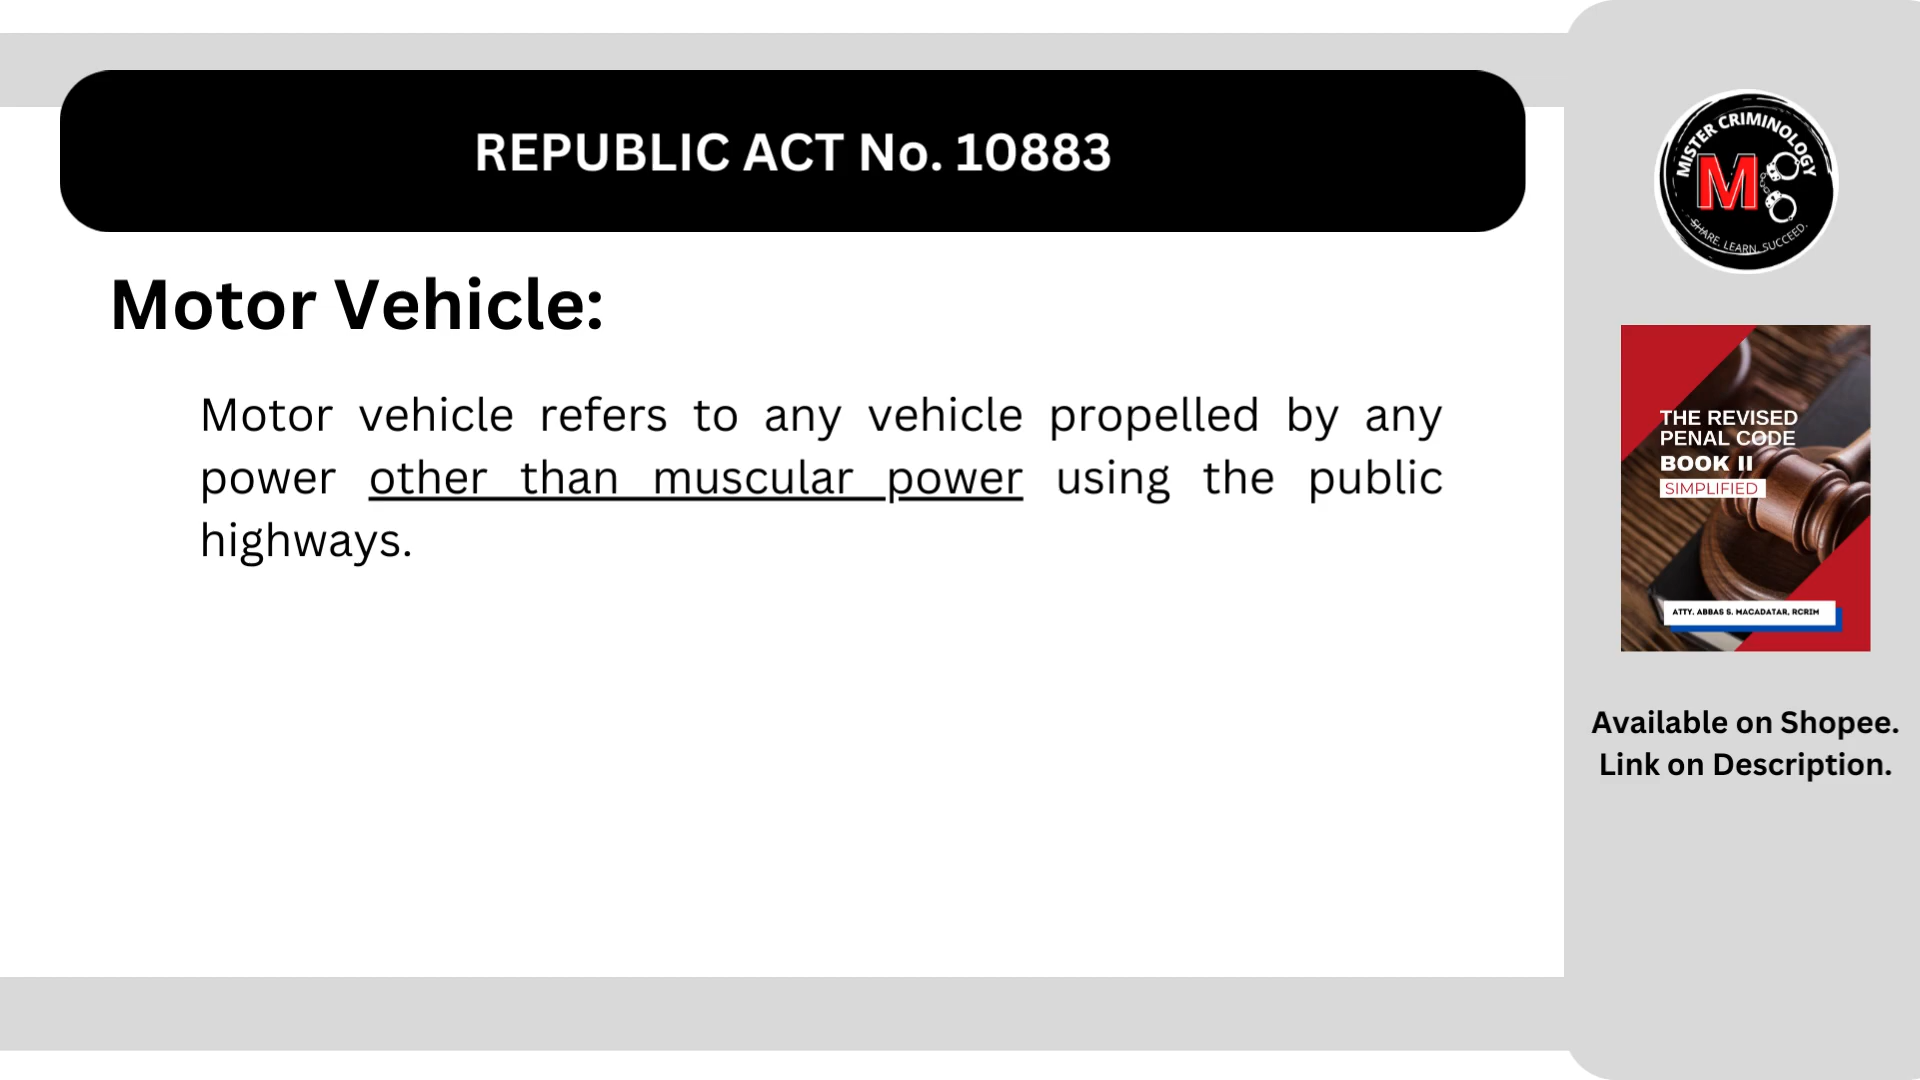 REPUBLIC ACT No. 10883
Motor Vehicle:
Motor vehicle refers to any vehicle propelled by any
power other than muscular power using the public
highways.
MISTER CRIMINOLOGY
M
SHARE. LEARN. SUCCEED.
THE REVISED
PENAL CODE
BOOK II
SIMPLIFIED
ATTY. ABBAS S. MACADATAR, RCRIM
Available on Shopee.
Link on Description.